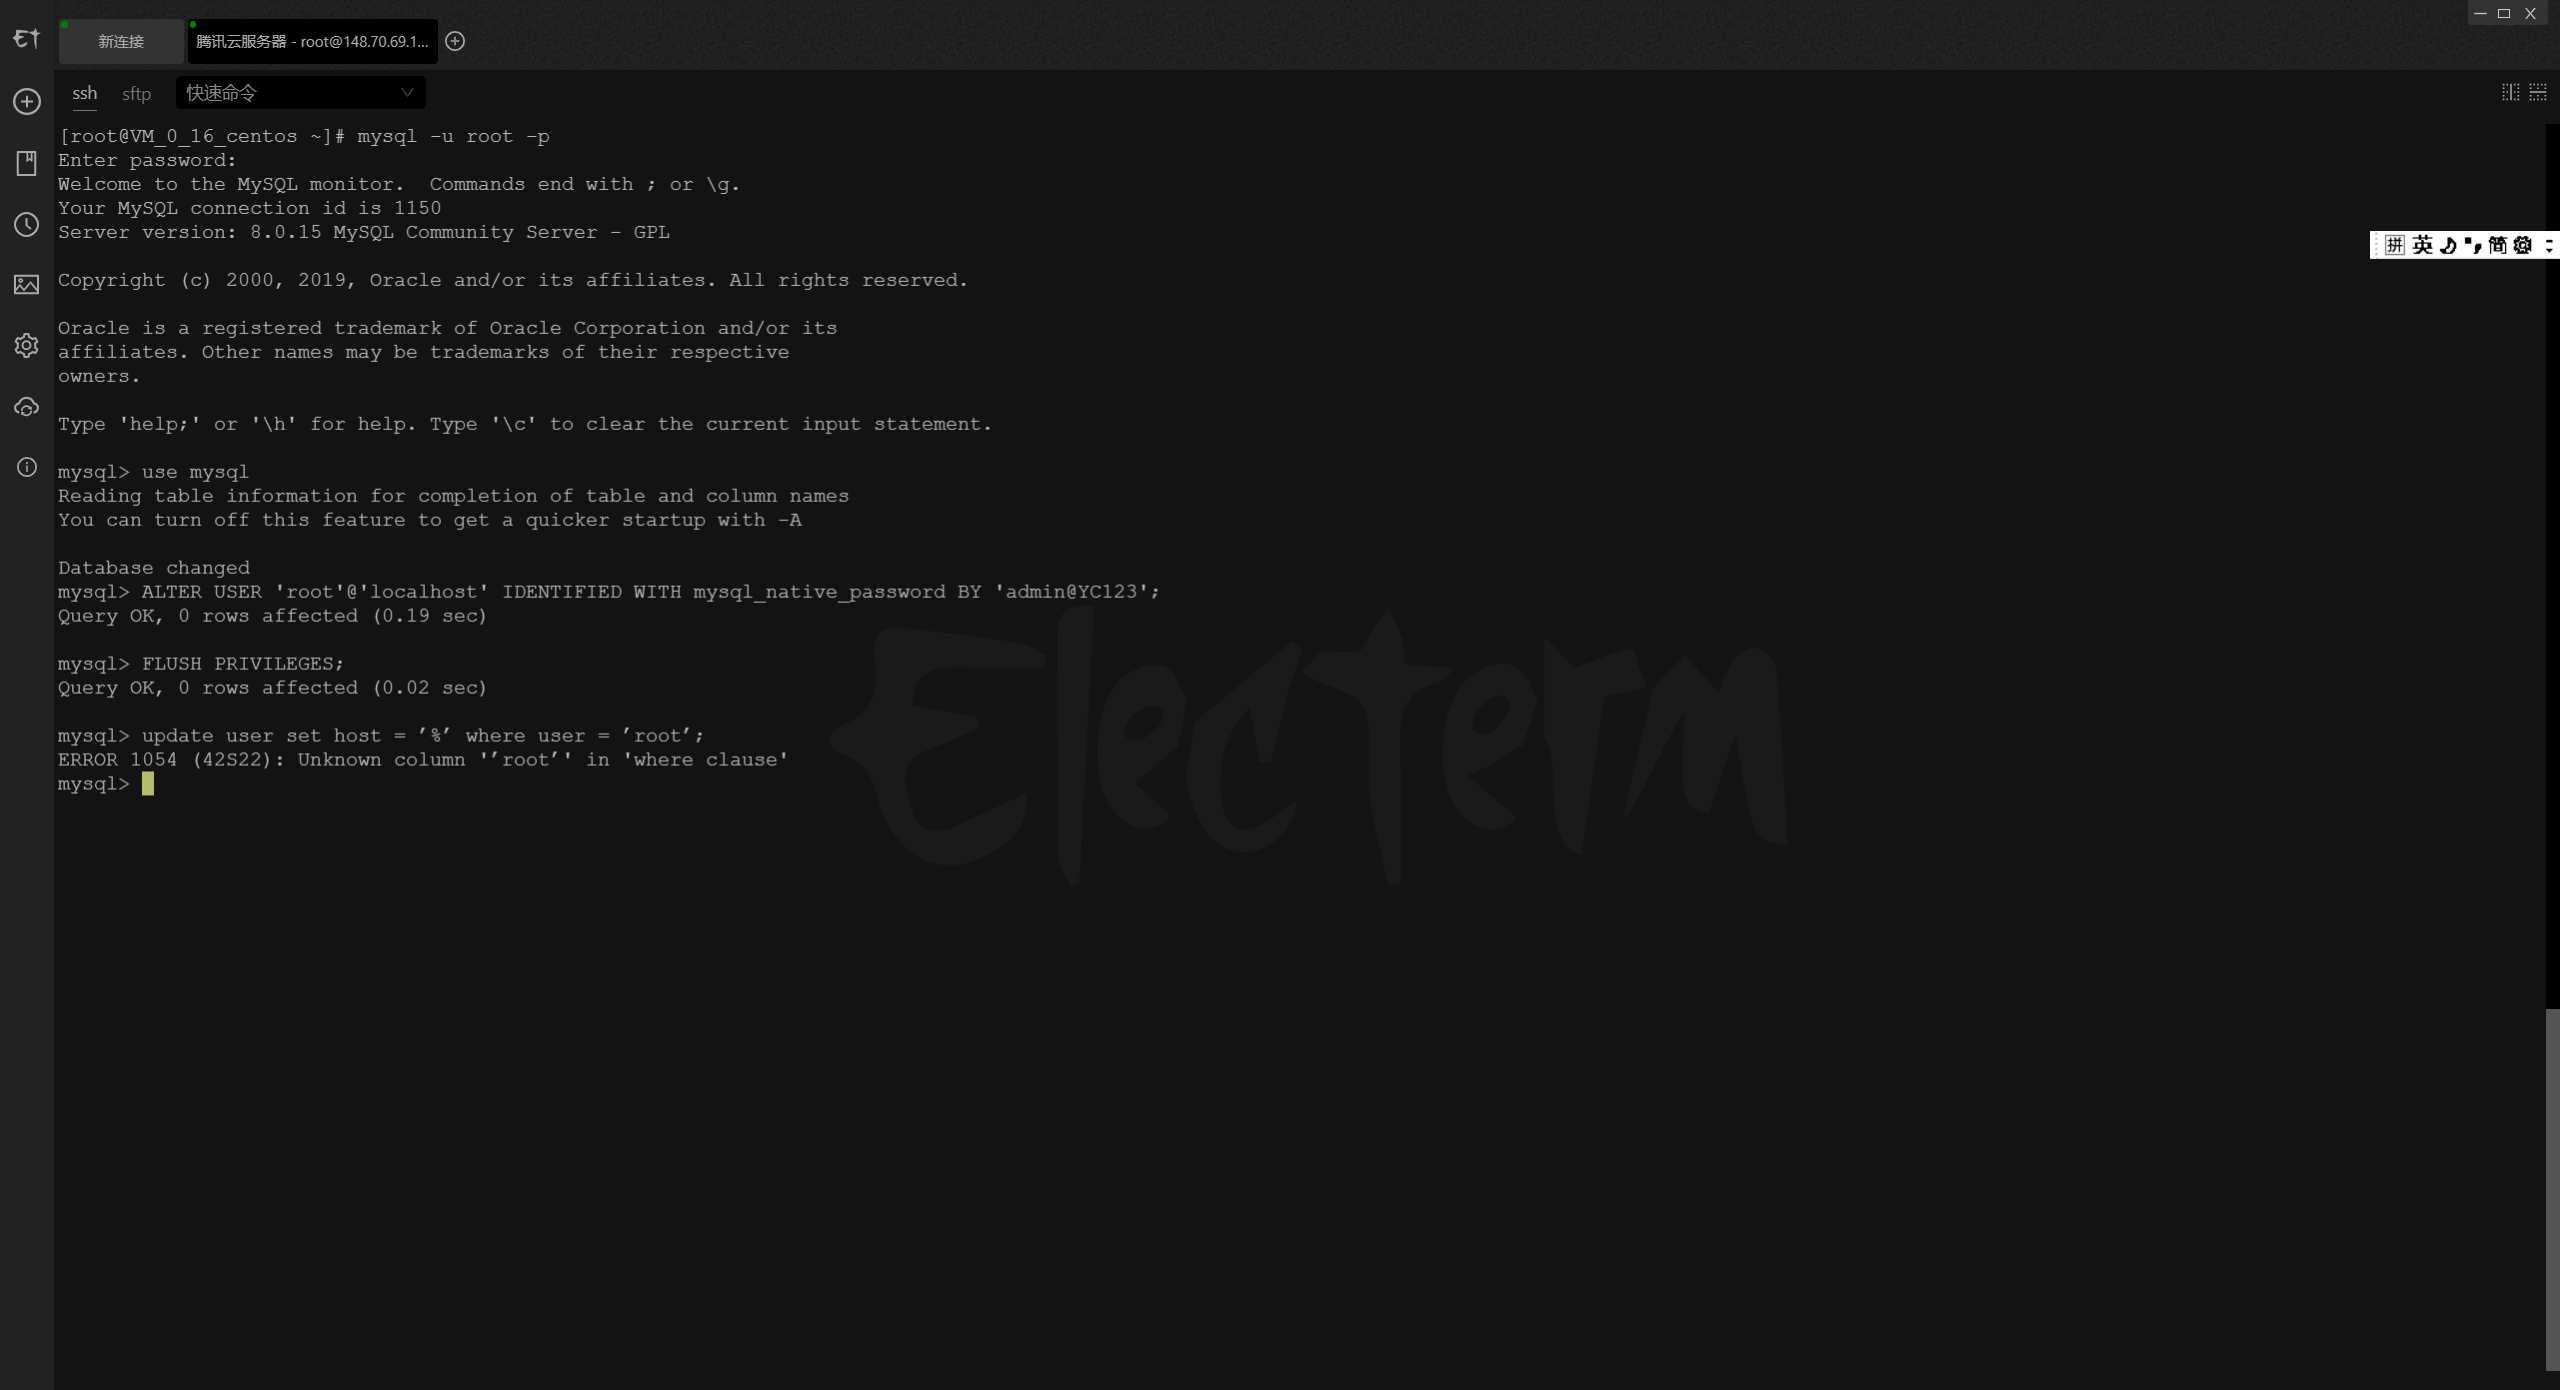 新连接
腾讯云服务器 - root@148.70.69.1...
ssh
sftp
快速命令
[root@VM_0_16_centos ~]# mysql -u root -p
Enter password:
Welcome to the MySQL monitor.  Commands end with ; or \g.
Your MySQL connection id is 1150
Server version: 8.0.15 MySQL Community Server - GPL
Copyright (c) 2000, 2019, Oracle and/or its affiliates. All rights reserved.
Oracle is a registered trademark of Oracle Corporation and/or its
affiliates. Other names may be trademarks of their respective
owners.
Type 'help;' or '\h' for help. Type '\c' to clear the current input statement.
mysql> use mysql
Reading table information for completion of table and column names
You can turn off this feature to get a quicker startup with -A
Database changed
mysql> ALTER USER 'root'@'localhost' IDENTIFIED WITH mysql_native_password BY 'admin@YC123';
Query OK, 0 rows affected (0.19 sec)
mysql> FLUSH PRIVILEGES;
Query OK, 0 rows affected (0.02 sec)
mysql> update user set host = ’%’ where user = ’root’;
ERROR 1054 (42S22): Unknown column '’root’' in 'where clause'
mysql>
拼 英 简
Electerm
ET